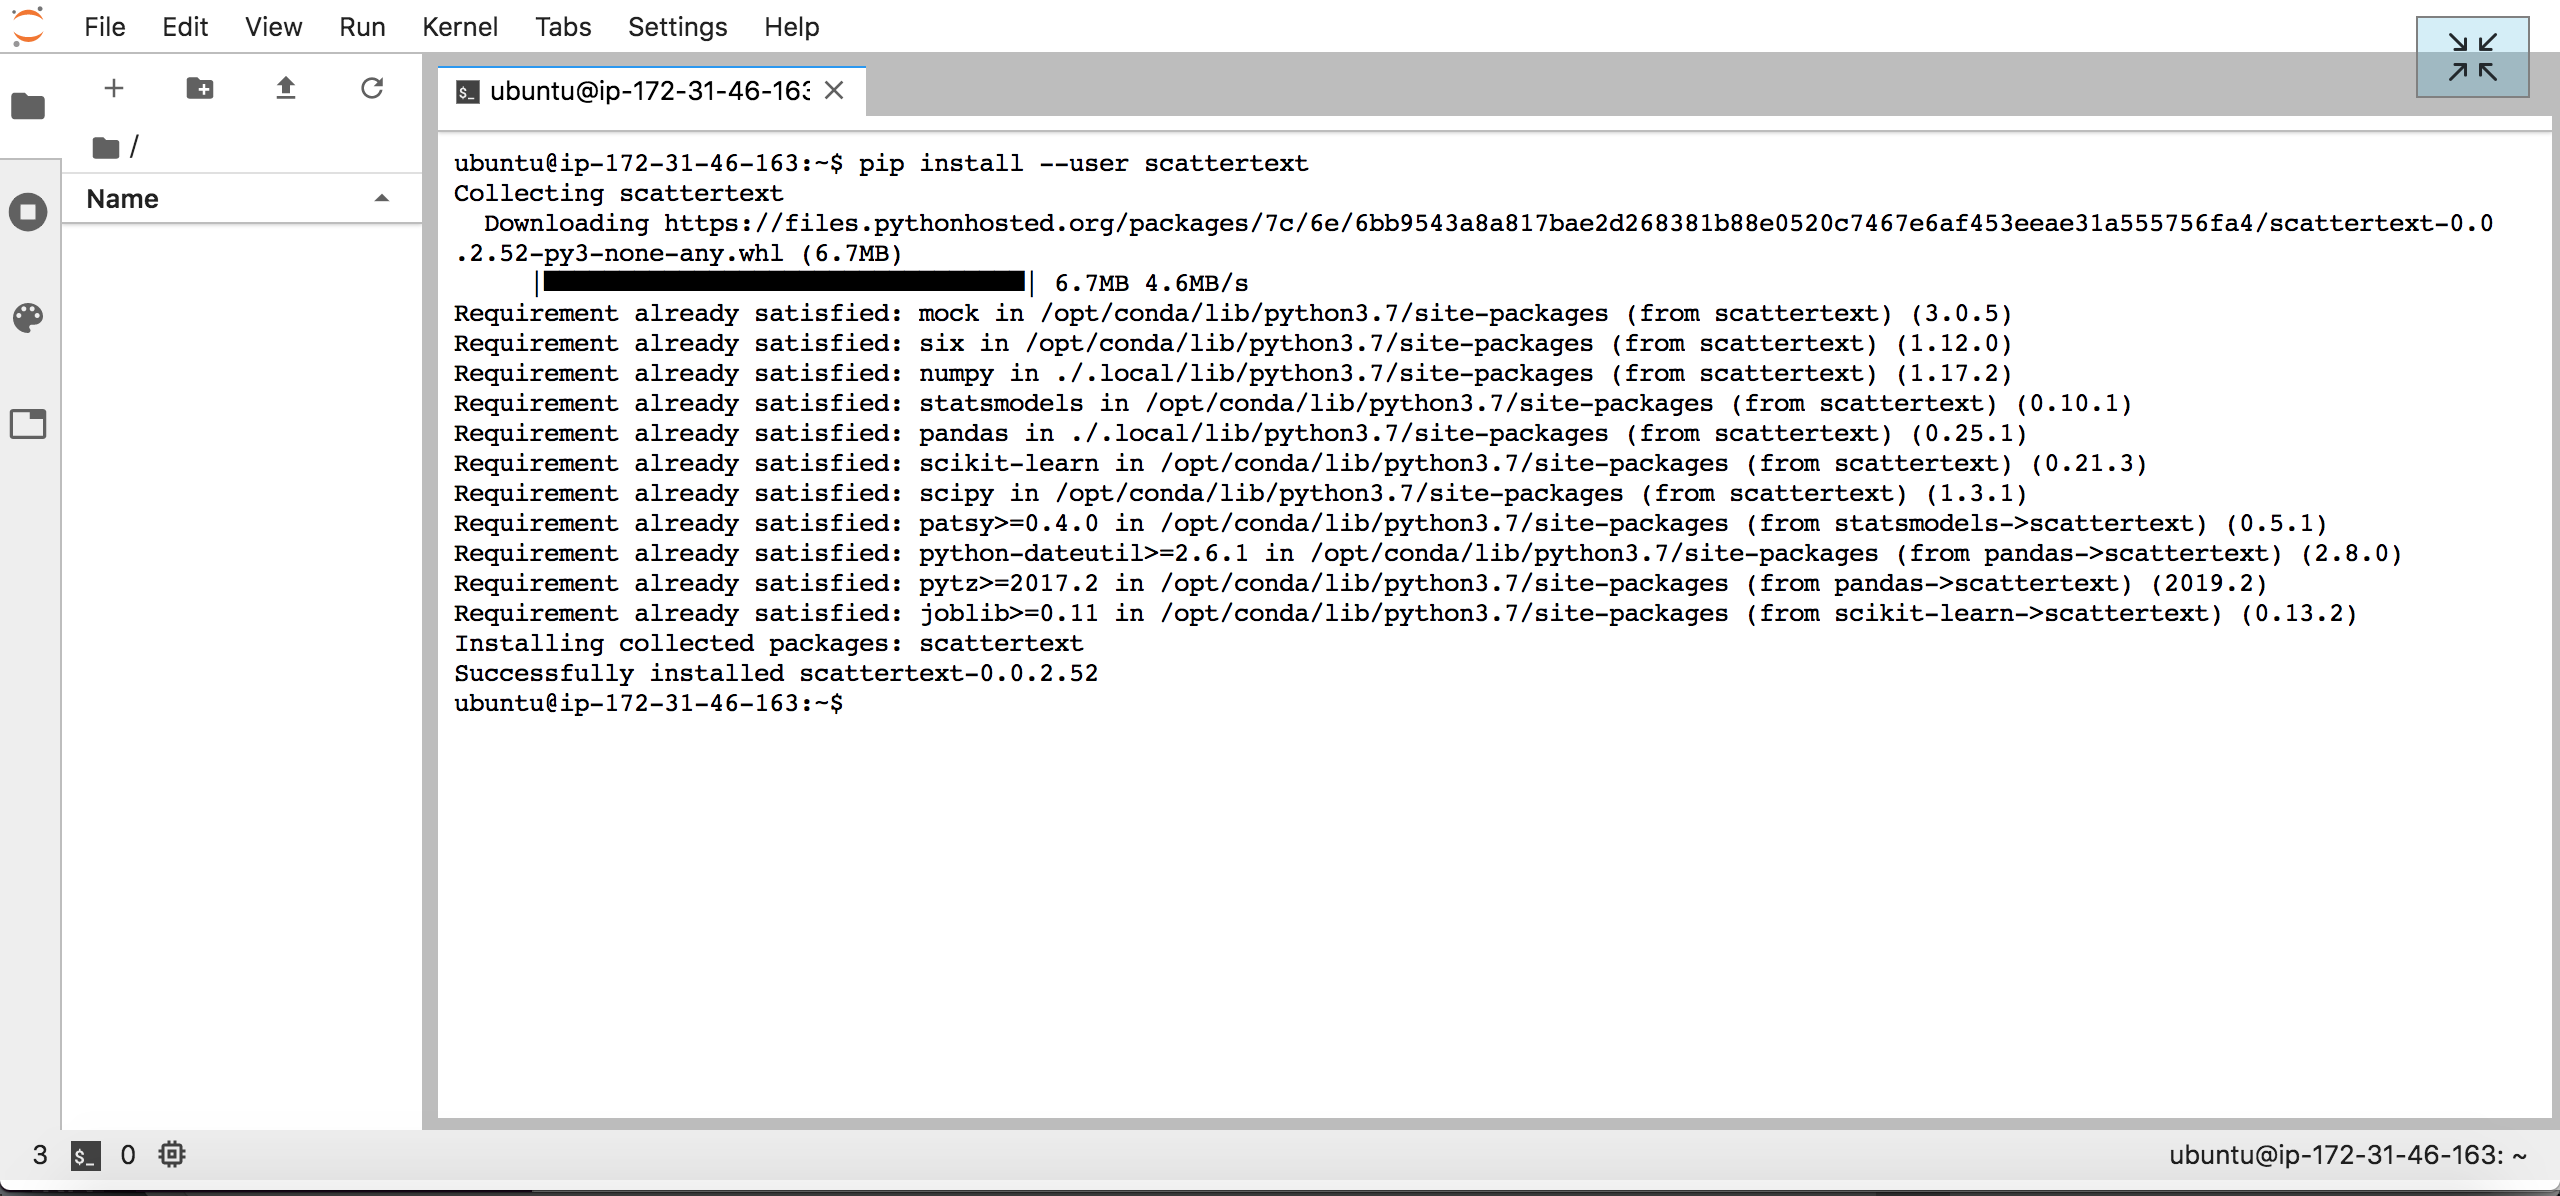 File Edit View Run Kernel Tabs Settings Help
ubuntu@ip-172-31-46-163
/
Name
ubuntu@ip-172-31-46-163:~$ pip install --user scattertext
Collecting scattertext
  Downloading https://files.pythonhosted.org/packages/7c/6e/6bb9543a8a817bae2d268381b88e0520c7467e6af453eeae31a555756fa4/scattertext-0.0
.2.52-py3-none-any.whl (6.7MB)
| | 6.7MB 4.6MB/s
Requirement already satisfied: mock in /opt/conda/lib/python3.7/site-packages (from scattertext) (3.0.5)
Requirement already satisfied: six in /opt/conda/lib/python3.7/site-packages (from scattertext) (1.12.0)
Requirement already satisfied: numpy in ./.local/lib/python3.7/site-packages (from scattertext) (1.17.2)
Requirement already satisfied: statsmodels in /opt/conda/lib/python3.7/site-packages (from scattertext) (0.10.1)
Requirement already satisfied: pandas in ./.local/lib/python3.7/site-packages (from scattertext) (0.25.1)
Requirement already satisfied: scikit-learn in /opt/conda/lib/python3.7/site-packages (from scattertext) (0.21.3)
Requirement already satisfied: scipy in /opt/conda/lib/python3.7/site-packages (from scattertext) (1.3.1)
Requirement already satisfied: patsy>=0.4.0 in /opt/conda/lib/python3.7/site-packages (from statsmodels->scattertext) (0.5.1)
Requirement already satisfied: python-dateutil>=2.6.1 in /opt/conda/lib/python3.7/site-packages (from pandas->scattertext) (2.8.0)
Requirement already satisfied: pytz>=2017.2 in /opt/conda/lib/python3.7/site-packages (from pandas->scattertext) (2019.2)
Requirement already satisfied: joblib>=0.11 in /opt/conda/lib/python3.7/site-packages (from scikit-learn->scattertext) (0.13.2)
Installing collected packages: scattertext
Successfully installed scattertext-0.0.2.52
ubuntu@ip-172-31-46-163:~$
3 $_ 0
ubuntu@ip-172-31-46-163: ~